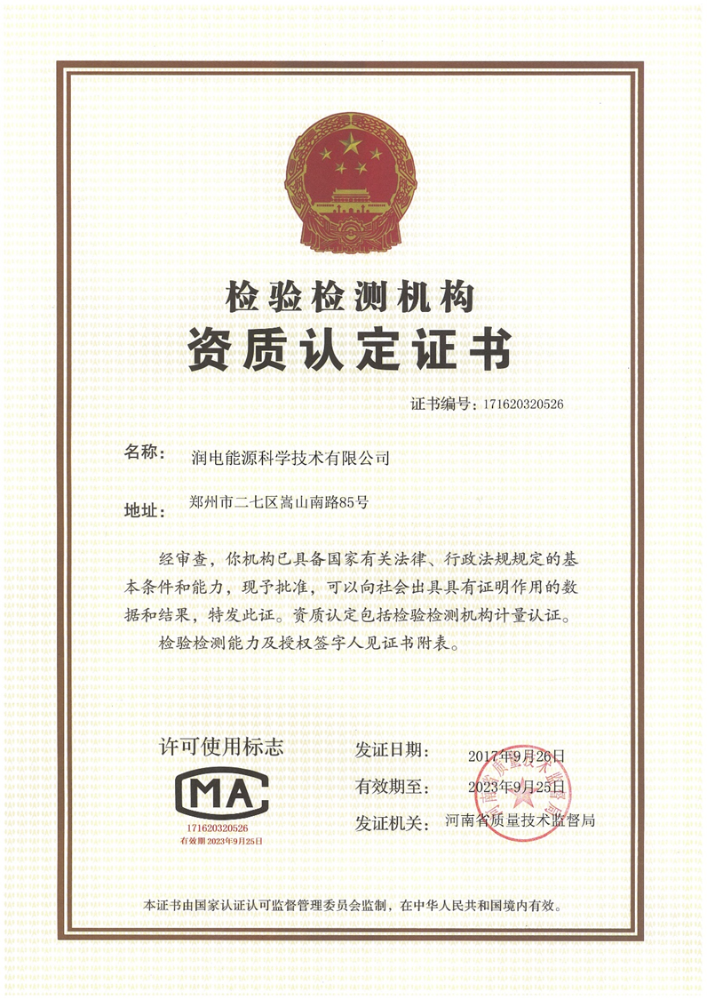 检验检测机构
资质认定证书
证书编号：171620320526
名称： 润电能源科学技术有限公司
地址： 郑州市二七区嵩山南路85号
经审查，你机构已具备国家有关法律、行政法规规定的基
本条件和能力，现予批准，可以向社会出具具有证明作用的数
据和结果，特发此证。资质认定包括检验检测机构计量认证。
检验检测能力及授权签字人见证书附表。
许可使用标志
MA
171620320526
有效期2023年9月25日
发证日期： 2017年9月26日
有效期至： 2023年9月25日
发证机关： 河南省质量技术监督局
河南省质量技术监督局
本证书由国家认证认可监督管理委员会监制，在中华人民共和国境内有效。